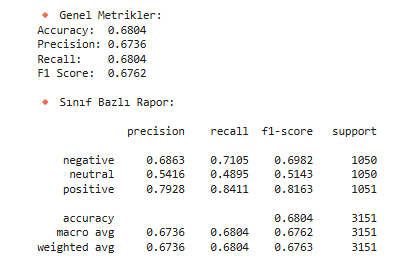 Genel Metrikler:
Accuracy: 0.6804
Precision: 0.6736
Recall: 0.6804
F1 Score: 0.6762
Sınıf Bazlı Rapor:
precision recall f1-score support
negative 0.6863 0.7105 0.6982 1050
neutral 0.5416 0.4895 0.5143 1050
positive 0.7928 0.8411 0.8163 1051
accuracy 0.6804 3151
macro avg 0.6736 0.6804 0.6762 3151
weighted avg 0.6736 0.6804 0.6763 3151